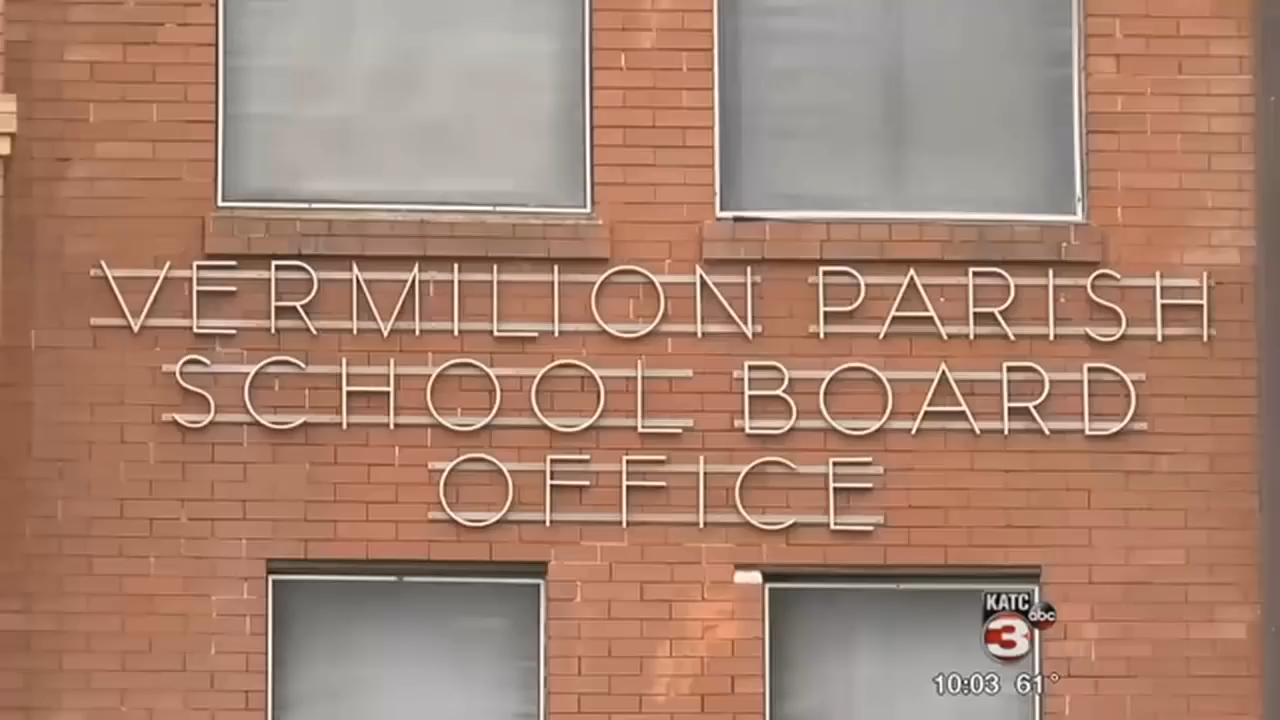 VERMILION PARISH
SCHOOL BOARD
OFFICE
KATC
abc
3
10:03 61°